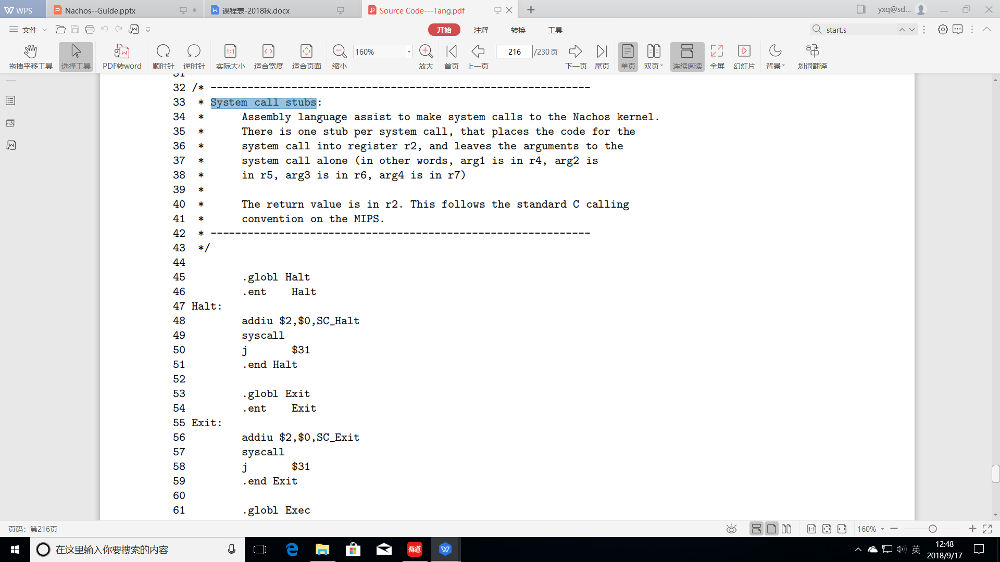 WPS
Nachos--Guide.pptx
课程表-2018秋.docx
Source Code---Tang.pdf
yxq@sd...
文件
开始
注释
转换
工具
start.s
拖拽平移工具
选择工具
PDF转word
顺时针
逆时针
实际大小
适合宽度
适合页面
缩小
160%
放大
首页
上一页
216 /230页
下一页
尾页
单页
双页
连续阅读
全屏
幻灯片
背景
划词翻译
31
32 /* -------------------------------------------------------------
33  * System call stubs:
34  *      Assembly language assist to make system calls to the Nachos kernel.
35  *      There is one stub per system call, that places the code for the
36  *      system call into register r2, and leaves the arguments to the
37  *      system call alone (in other words, arg1 is in r4, arg2 is
38  *      in r5, arg3 is in r6, arg4 is in r7)
39  *
40  *      The return value is in r2. This follows the standard C calling
41  *      convention on the MIPS.
42  * -------------------------------------------------------------
43  */
44
45         .globl Halt
46         .ent    Halt
47 Halt:
48         addiu $2,$0,SC_Halt
49         syscall
50         j       $31
51         .end Halt
52
53         .globl Exit
54         .ent    Exit
55 Exit:
56         addiu $2,$0,SC_Exit
57         syscall
58         j       $31
59         .end Exit
60
61         .globl Exec
页码: 第216页
160%
在这里输入你要搜索的内容
有道
英
12:48
2018/9/17